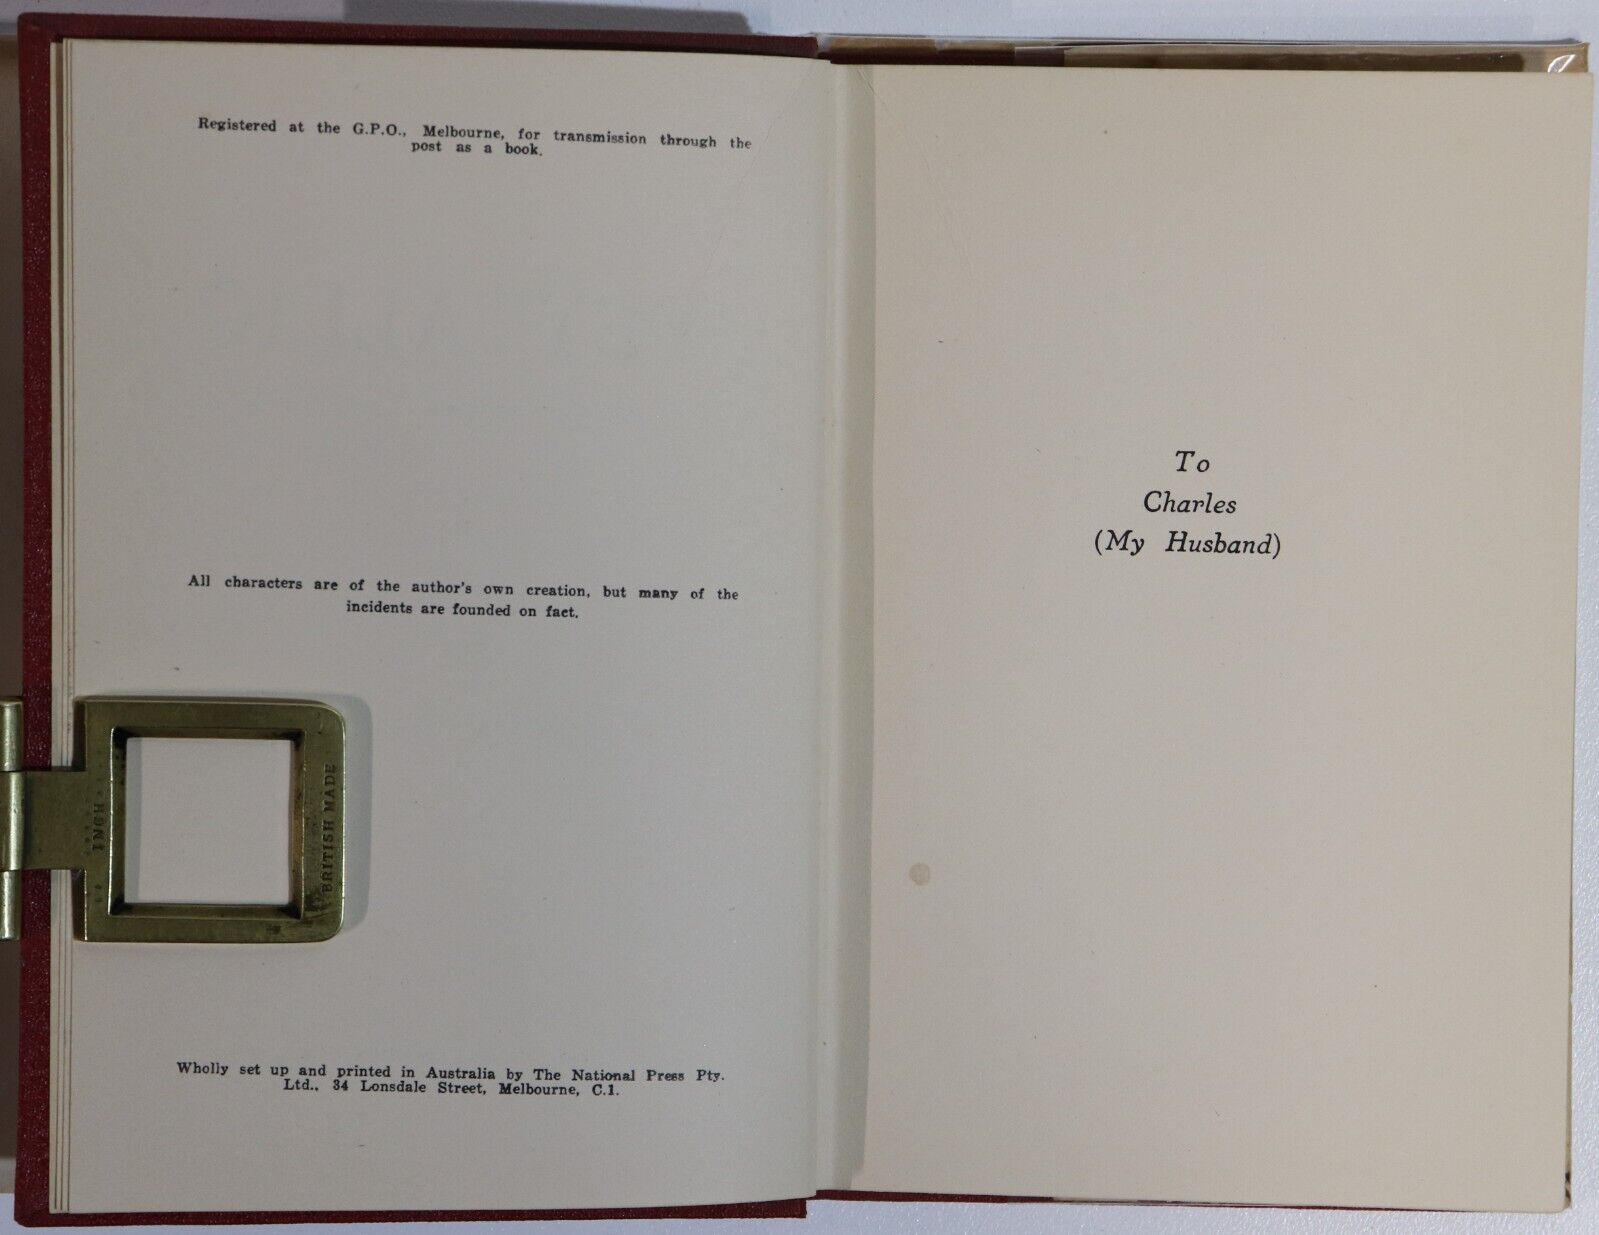 Registered at the G.P.O., Melbourne, for transmission through the
post as a book.
All characters are of the author's own creation, but many of the
incidents are founded on fact.
INCH
BRITISH MADE
Wholly set up and printed in Australia by The National Press Pty.
Ltd., 34 Lonsdale Street, Melbourne, C.1.
To
Charles
(My Husband)